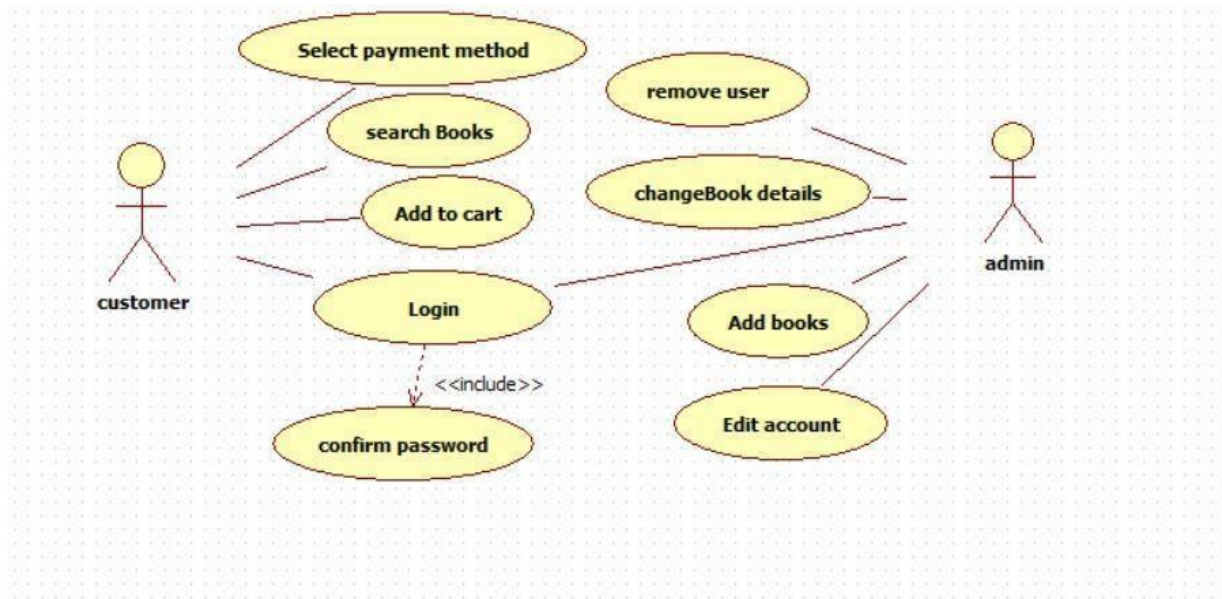 Select payment method
remove user
search Books
changeBook details
Add to cart
admin
customer
Login
Add books
<<include>>
Edit account
confirm password